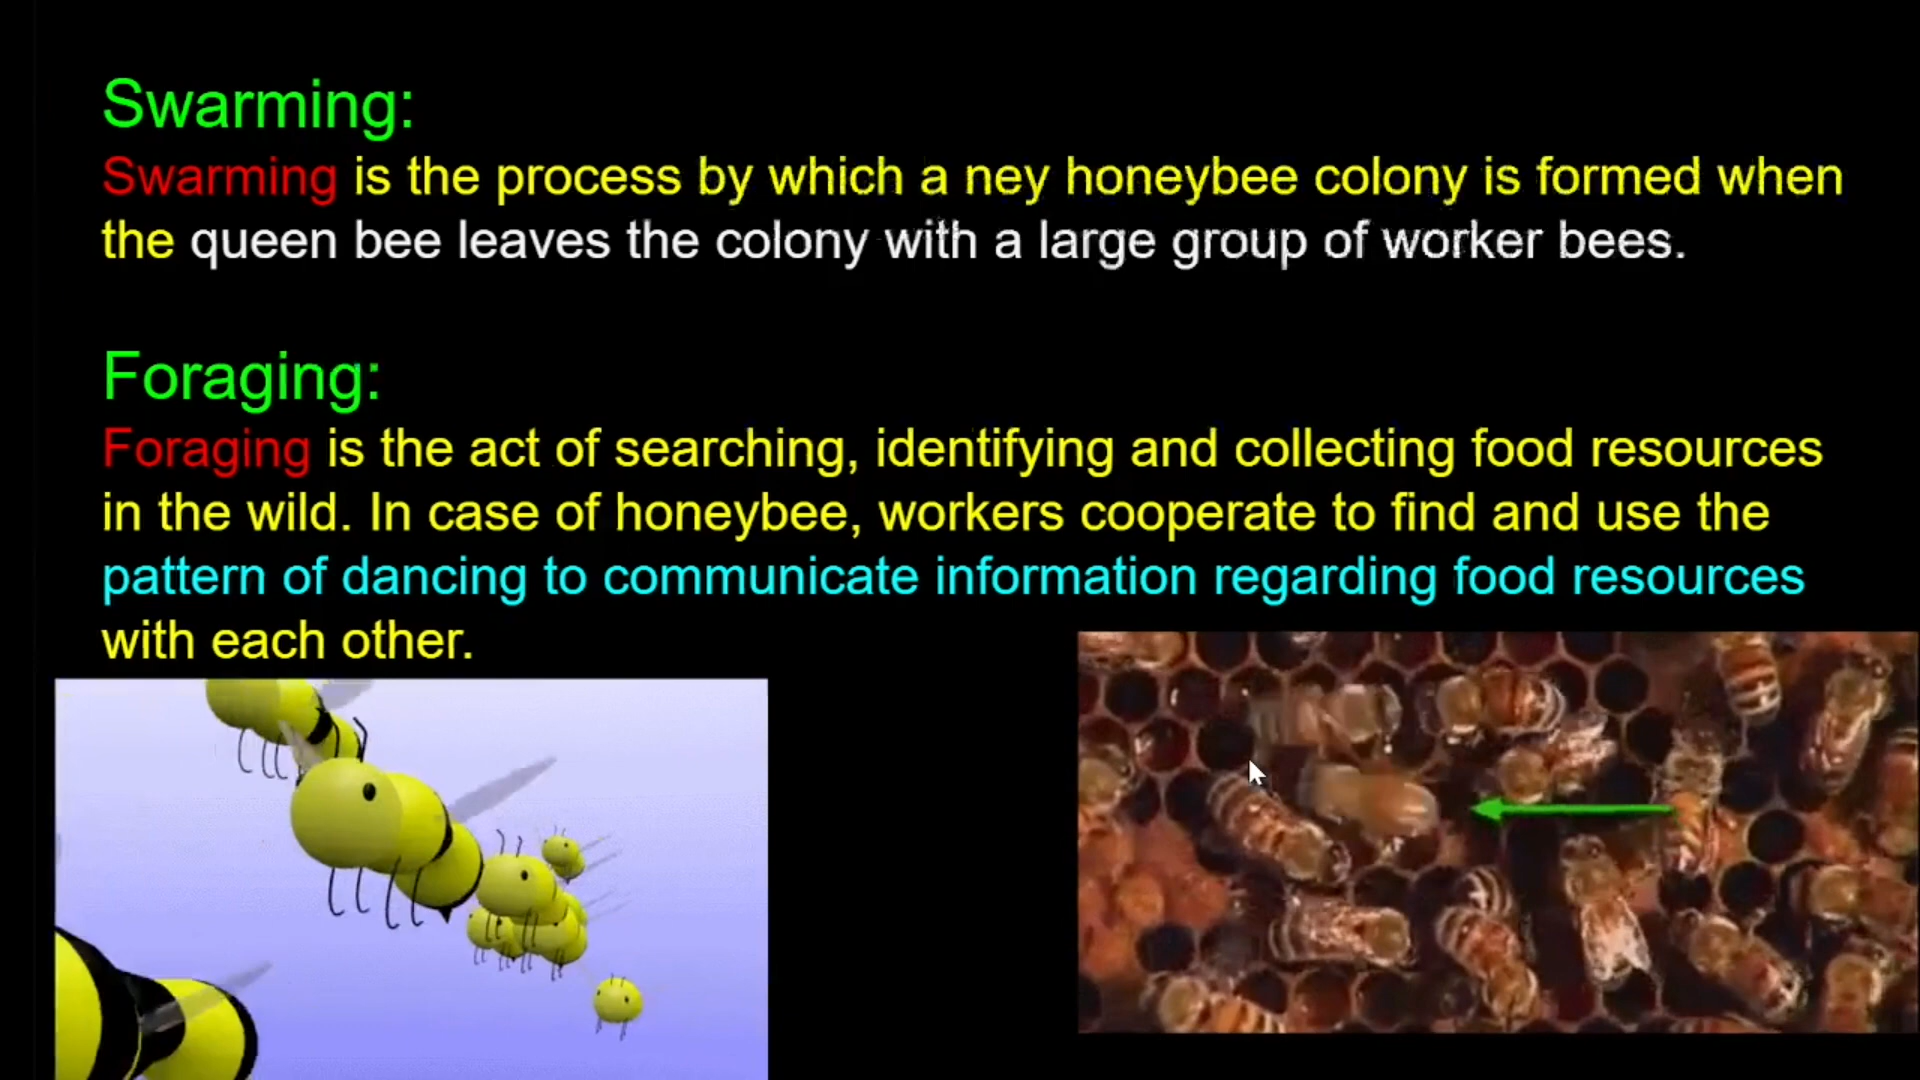 Swarming:
Swarming is the process by which a ney honeybee colony is formed when
the queen bee leaves the colony with a large group of worker bees.
Foraging:
Foraging is the act of searching, identifying and collecting food resources
in the wild. In case of honeybee, workers cooperate to find and use the
pattern of dancing to communicate information regarding food resources
with each other.